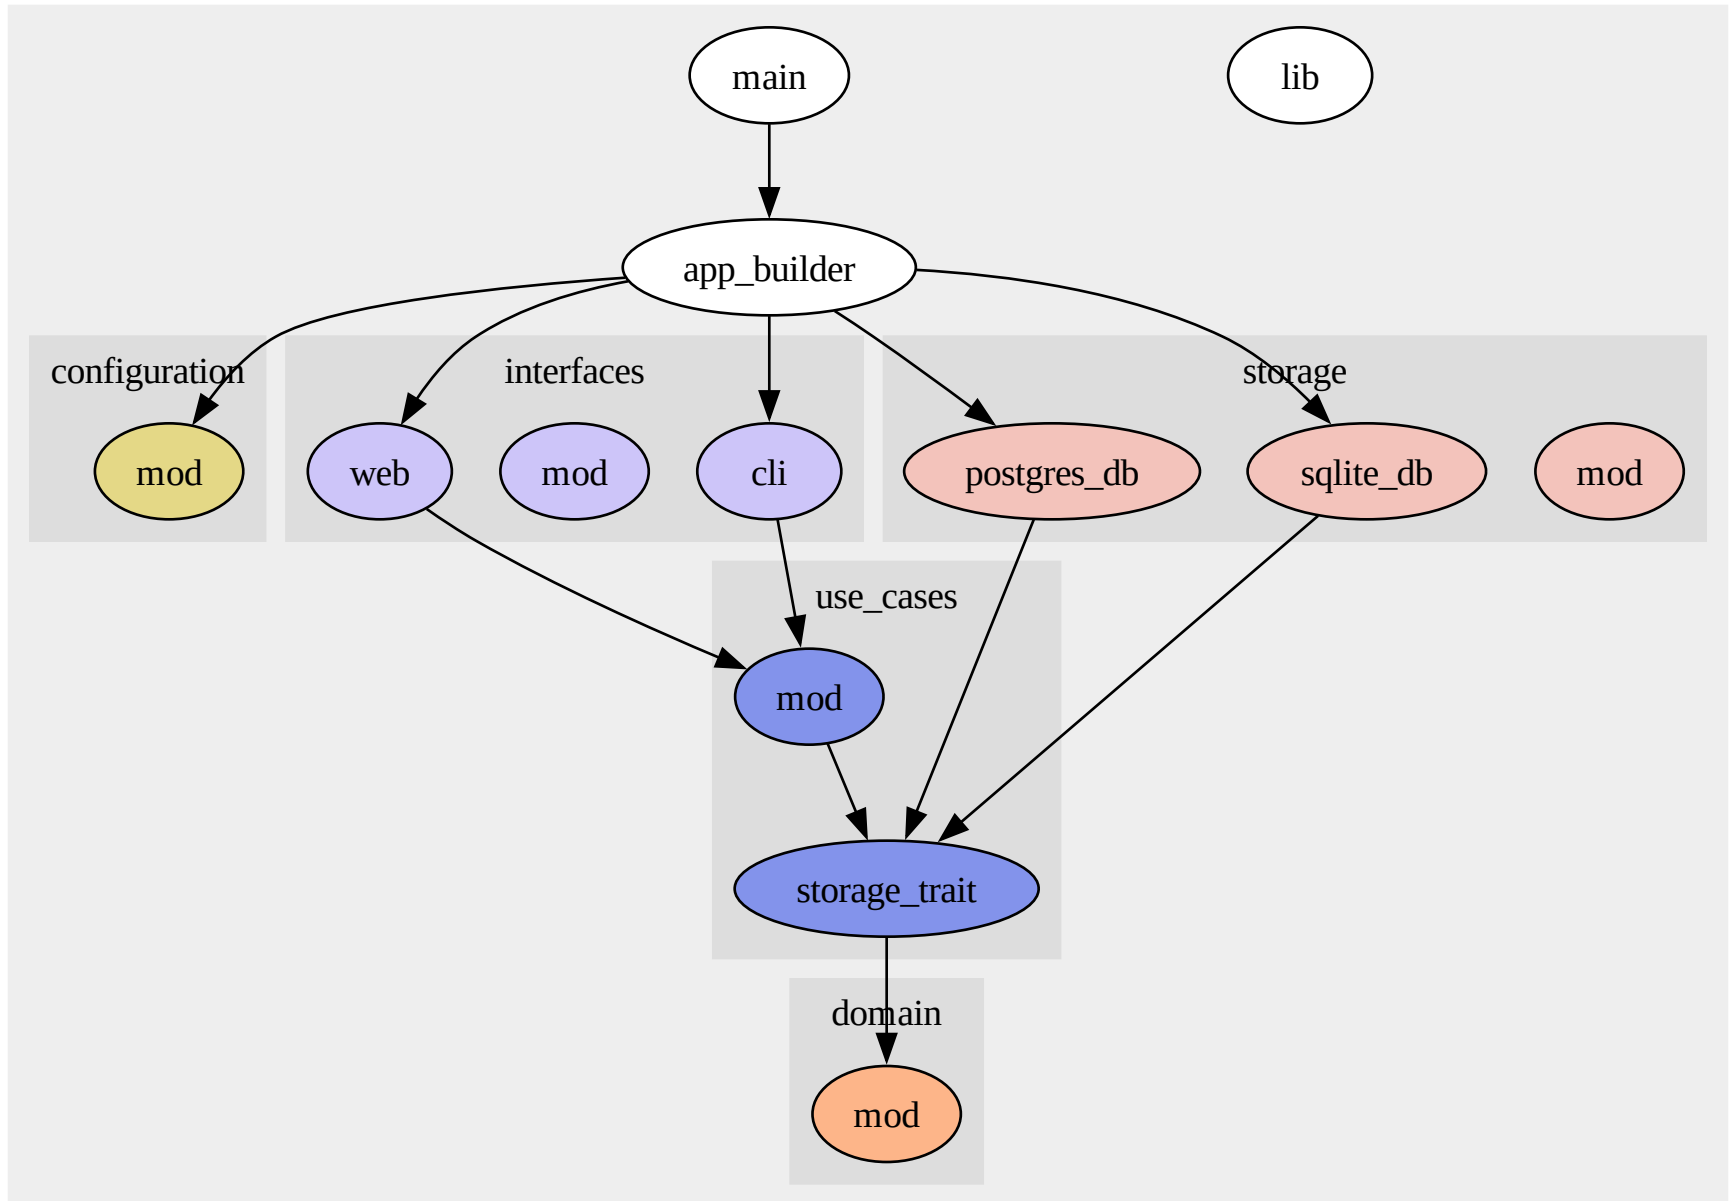 main
lib
app_builder
configuration
interfaces
storage
mod
web
mod
cli
postgres_db
sqlite_db
mod
use_cases
mod
storage_trait
domain
mod